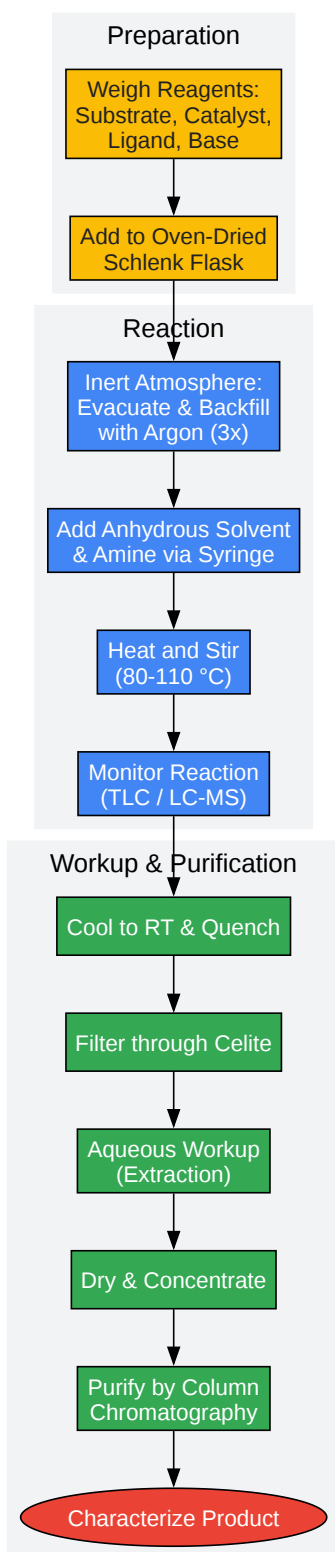 Preparation
Weigh Reagents:
Substrate, Catalyst,
Ligand, Base
Add to Oven-Dried
Schlenk Flask
Reaction
Inert Atmosphere:
Evacuate & Backfill
with Argon (3x)
Add Anhydrous Solvent
& Amine via Syringe
Heat and Stir
(80-110 °C)
Monitor Reaction
(TLC / LC-MS)
Workup & Purification
Cool to RT & Quench
Filter through Celite
Aqueous Workup
(Extraction)
Dry & Concentrate
Purify by Column
Chromatography
Characterize Product